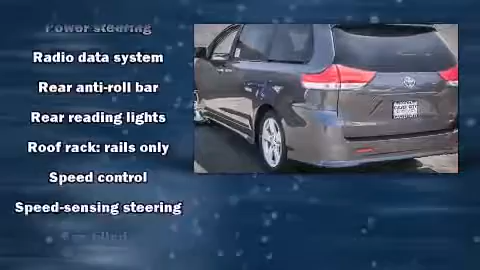 Power steering
Radio data system
Rear anti-roll bar
Rear reading lights
Roof rack: rails only
Speed control
Speed-sensing steering